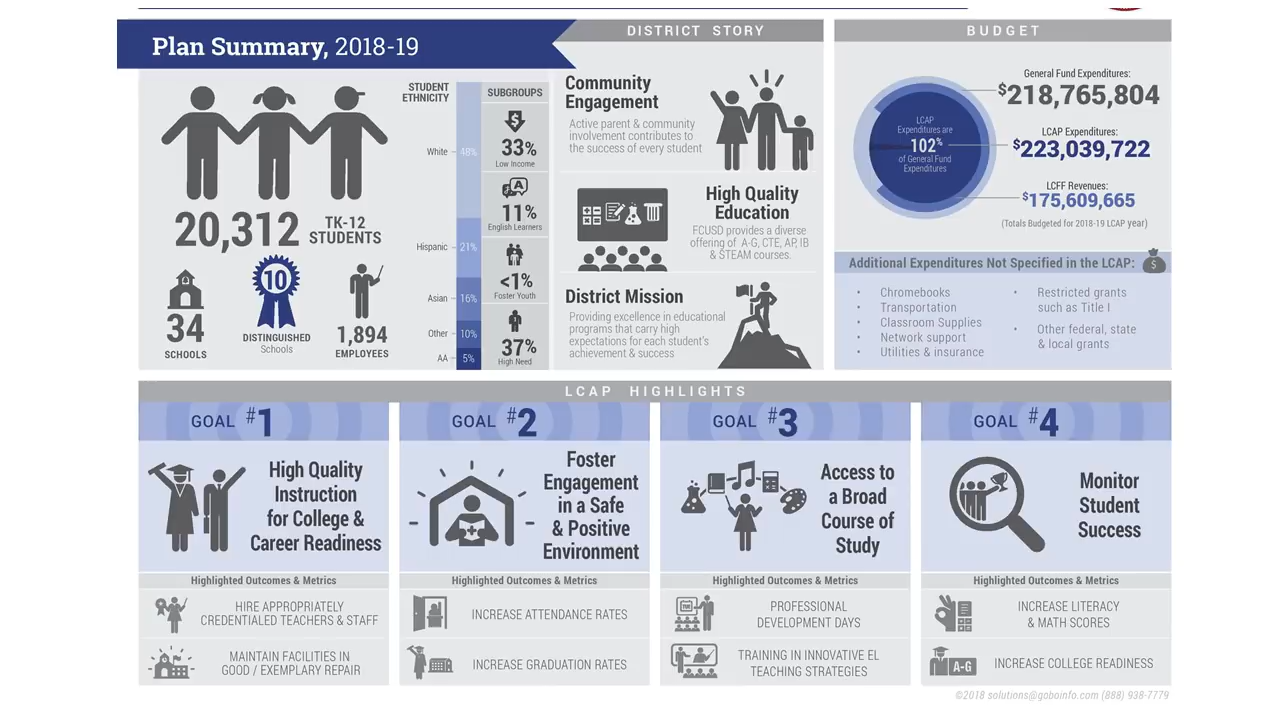 Plan Summary, 2018-19
20,312
TK-12
STUDENTS
34
SCHOOLS
10
DISTINGUISHED
Schools
1,894
EMPLOYEES
STUDENT
ETHNICITY
White
48%
Hispanic
21%
Asian
16%
Other
10%
AA
5%
SUBGROUPS
$
33%
Low Income
A
11%
English Learners
<1%
Foster Youth
37%
High Need
DISTRICT STORY
Community
Engagement
Active parent & community
involvement contributes to
the success of every student
High Quality
Education
FCUSD provides a diverse
offering of A-G, CTE, AP, IB
& STEAM courses.
District Mission
Providing excellence in educational
programs that carry high
expectations for each student's
achievement & success
BUDGET
LCAP
Expenditures are
102%
of General Fund
Expenditures
General Fund Expenditures:
$218,765,804
LCAP Expenditures:
$223,039,722
LCFF Revenues:
$175,609,665
(Totals Budgeted for 2018-19 LCAP year)
Additional Expenditures Not Specified in the LCAP:
$
• Chromebooks
• Transportation
• Classroom Supplies
• Network support
• Utilities & insurance
• Restricted grants
such as Title I
• Other federal, state
& local grants
LCAP HIGHLIGHTS
GOAL #1
High Quality
Instruction
for College &
Career Readiness
Highlighted Outcomes & Metrics
HIRE APPROPRIATELY
CREDENTIALED TEACHERS & STAFF
MAINTAIN FACILITIES IN
GOOD / EXEMPLARY REPAIR
GOAL #2
Foster
Engagement
in a Safe
& Positive
Environment
Highlighted Outcomes & Metrics
INCREASE ATTENDANCE RATES
INCREASE GRADUATION RATES
GOAL #3
Access to
a Broad
Course of
Study
Highlighted Outcomes & Metrics
PROFESSIONAL
DEVELOPMENT DAYS
TRAINING IN INNOVATIVE EL
TEACHING STRATEGIES
GOAL #4
Monitor
Student
Success
Highlighted Outcomes & Metrics
INCREASE LITERACY
& MATH SCORES
A-G
INCREASE COLLEGE READINESS
©2018 solutions@goboinfo.com (888) 938-7779